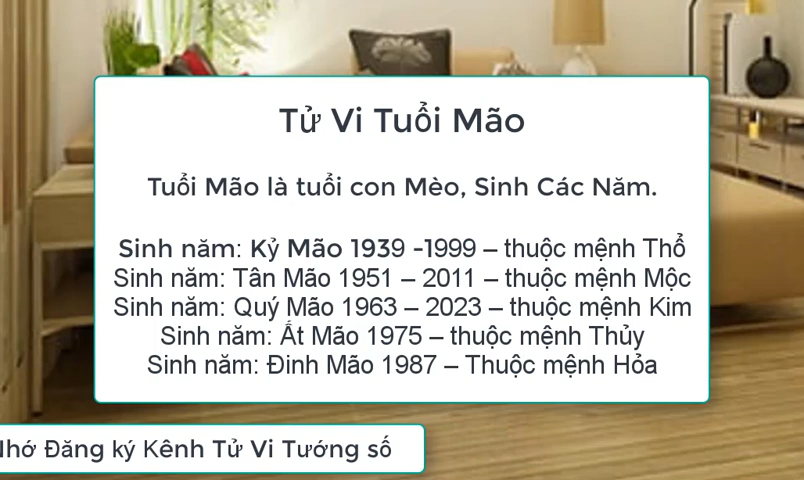 Tử Vi Tuổi Mão
Tuổi Mão là tuổi con Mèo, Sinh Các Năm.
Sinh năm: Kỷ Mão 1939 -1999 – thuộc mệnh Thổ
Sinh năm: Tân Mão 1951 – 2011 – thuộc mệnh Mộc
Sinh năm: Quý Mão 1963 – 2023 – thuộc mệnh Kim
Sinh năm: Ất Mão 1975 – thuộc mệnh Thủy
Sinh năm: Đinh Mão 1987 – Thuộc mệnh Hỏa
Nhớ Đăng ký Kênh Tử Vi Tướng số